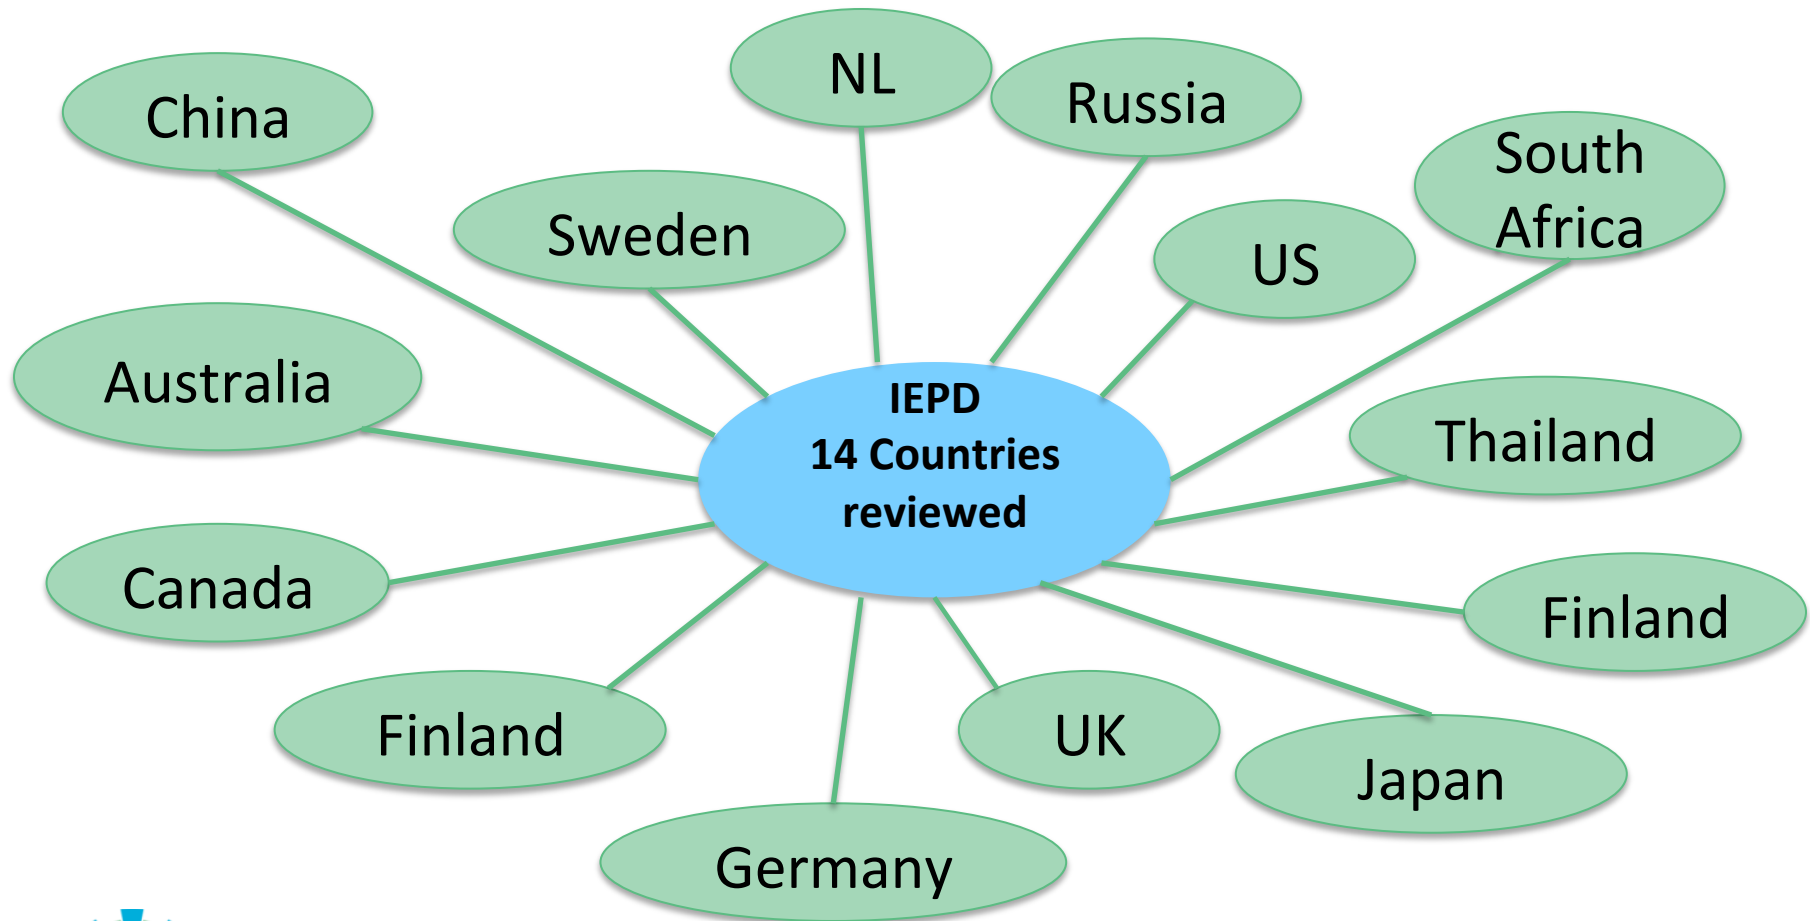 NL
Russia
China
South
Africa
Sweden
US
Australia
IEPD
14 Countries
reviewed
Thailand
Canada
Finland
Finland
UK
Japan
Germany